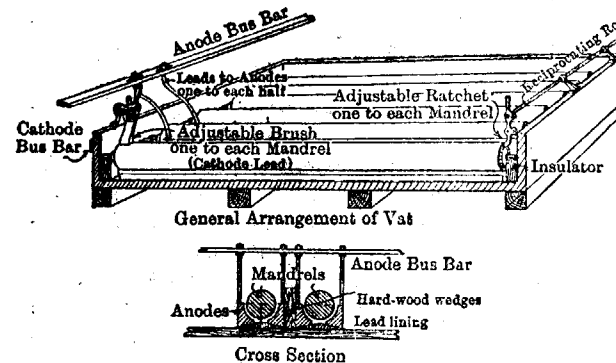 Anode Bus Bar
Leads to Anodes
one to each half
Reciprocating
Cathode
Bus Bar
Adjustable Ratchet
one to each Mandrel
Adjustable Brush
one to each Mandrel
(Cathode Lead)
Insulator
General Arrangement of Vat
Anode Bus Bar
Mandrels
Hard-wood wedges
Anodes
Lead lining
Cross Section